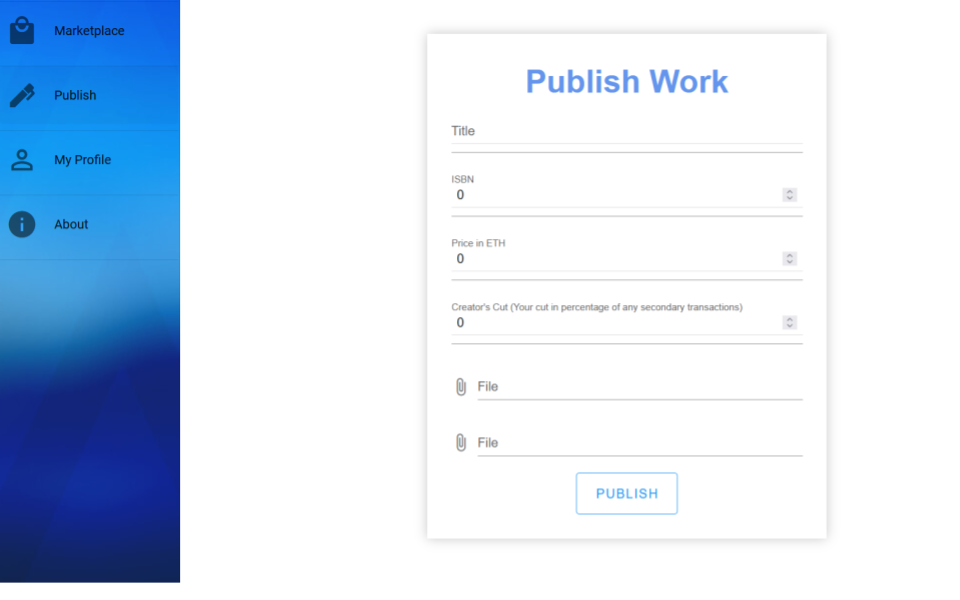 Marketplace
Publish
My Profile
About
Publish Work
Title
ISBN
0
Price in ETH
0
Creator's Cut (Your cut in percentage of any secondary transactions)
0
File
File
PUBLISH